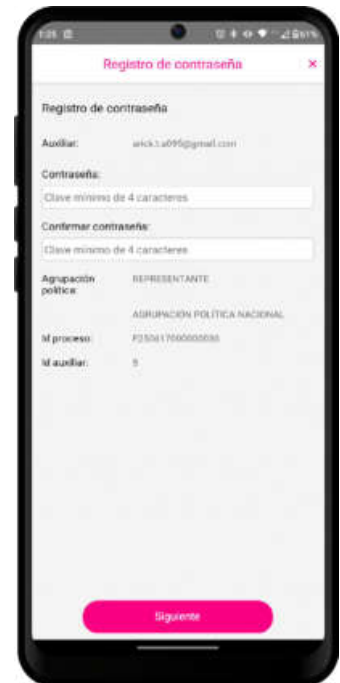 Registro de contraseña ×
Registro de contraseña
Auxiliar:
Contraseña:
Clave mínimo de 4 caracteres
Confirmar contraseña:
Clave mínimo de 4 caracteres
Agrupación política: REPRESENTANTE
AGRUPACIÓN POLÍTICA NACIONAL
Id proceso:
Id auxiliar:
Siguiente